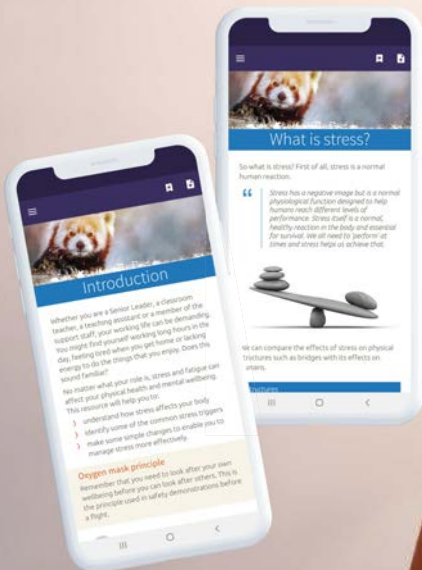 Introduction
Whether you are a Senior Leader, a classroom
teacher, a teaching assistant or a member of the
support staff, your working life can be demanding.
You might find yourself working long hours in the
day, feeling tired when you get home or lacking
energy to do the things that you enjoy. Does this
sound familiar?
No matter what your role is, stress and fatigue can
affect your physical health and mental wellbeing.
This resource will help you to:
understand how stress affects your body
identify some of the common stress triggers
make some simple changes to enable you to
manage stress more effectively.
Oxygen mask principle
Remember that you need to look after your own
wellbeing before you can look after others. This is
the principle used in safety demonstrations before
a flight.
What is stress?
So what is stress? First of all, stress is a normal
human reaction.
“ Stress has a negative image but is a normal
physiological function designed to help
humans reach different levels of
performance. Stress itself is a normal,
healthy reaction in the body and essential
for survival. We all need to 'perform' at
times and stress helps us achieve that.
can compare the effects of stress on physical
structures such as bridges with its effects on